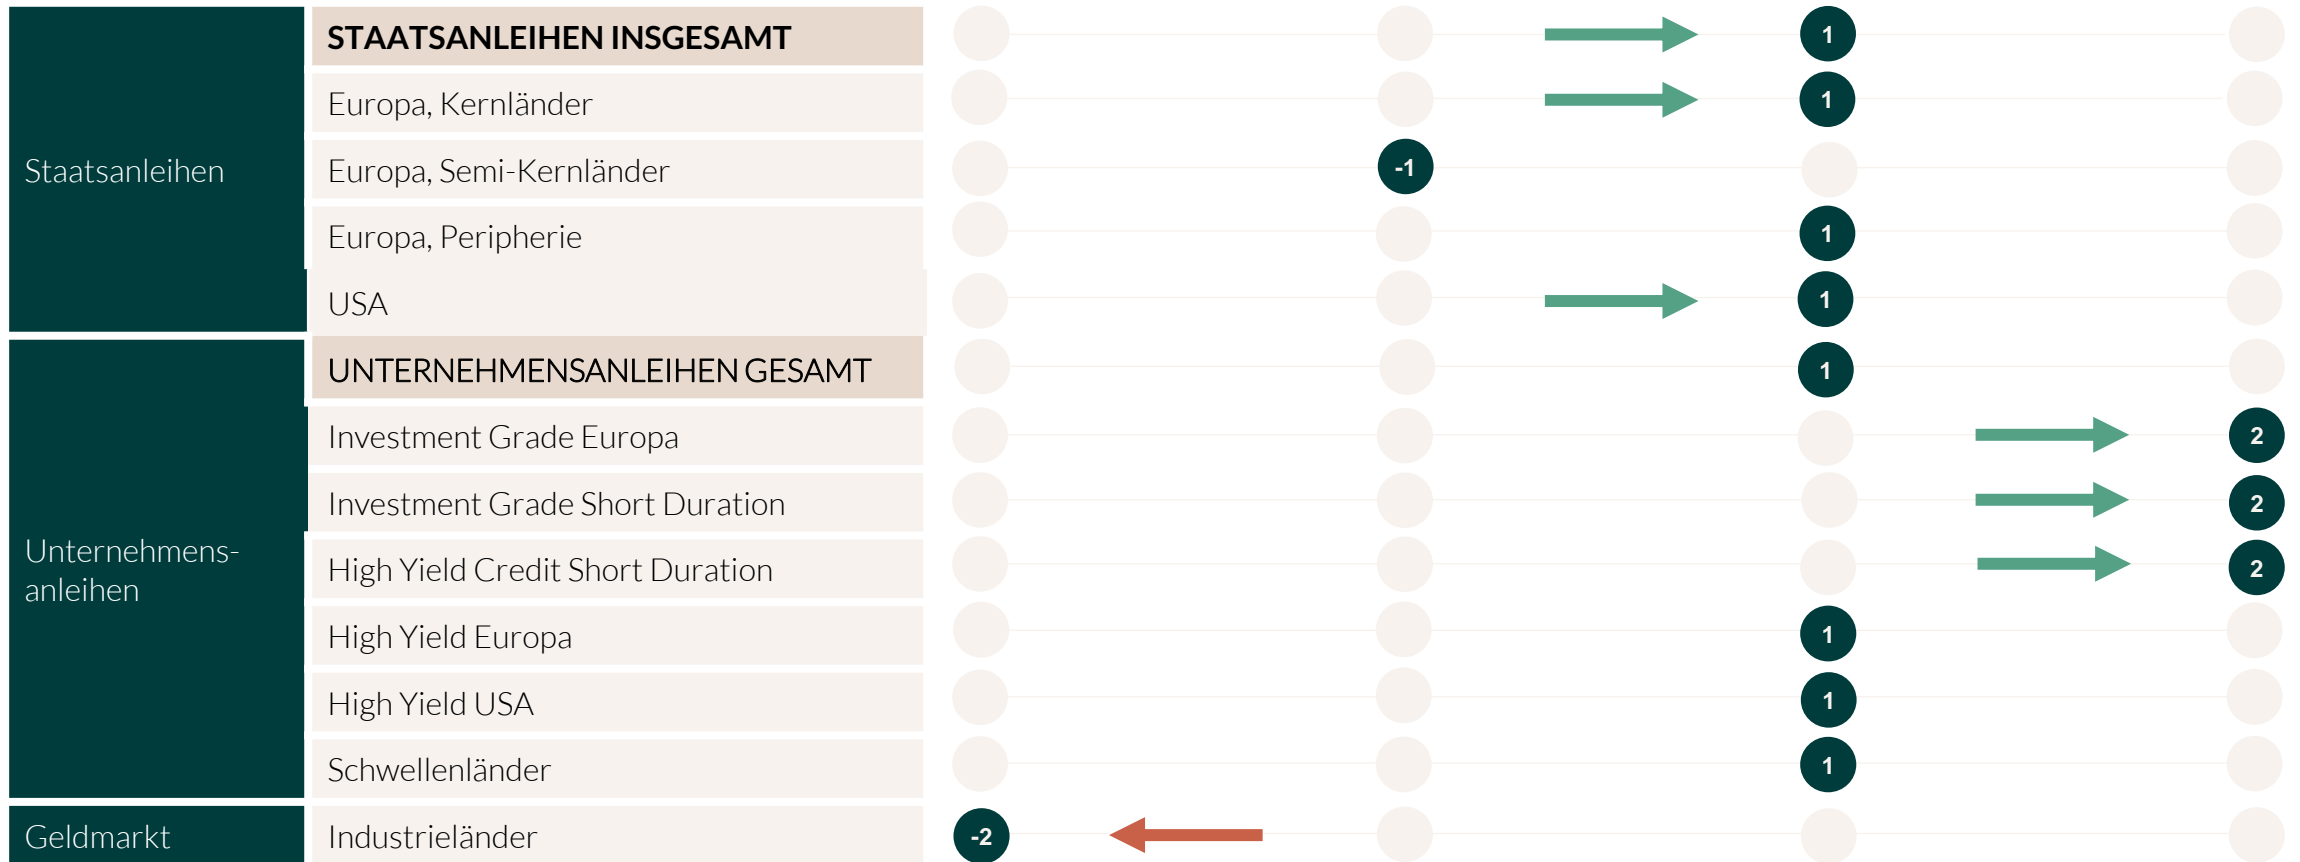 Staatsanleihen
STAATSANLEIHEN INSGESAMT 1
Europa, Kernländer 1
Europa, Semi-Kernländer -1
Europa, Peripherie 1
USA 1
Unternehmens-
anleihen
UNTERNEHMENSANLEIHEN GESAMT 1
Investment Grade Europa 2
Investment Grade Short Duration 2
High Yield Credit Short Duration 2
High Yield Europa 1
High Yield USA 1
Schwellenländer 1
Geldmarkt
Industrieländer -2